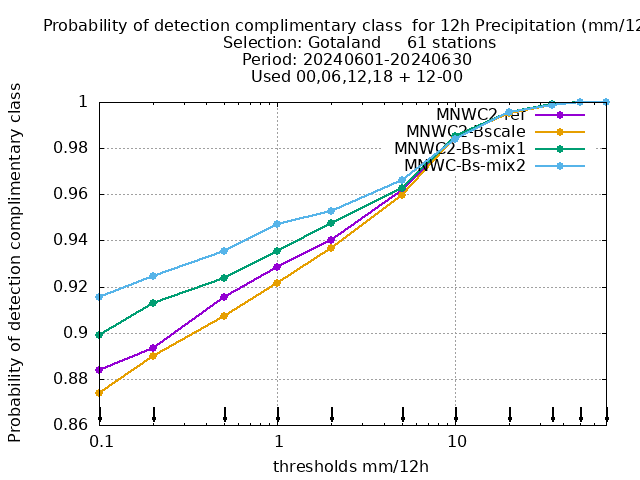 Probability of detection complimentary class  for 12h Precipitation (mm/12
Selection: Gotaland     61 stations
Period: 20240601-20240630
Used 00,06,12,18 + 12-00
Probability of detection complimentary class
1
0.98
0.96
0.94
0.92
0.9
0.88
0.86
MNWC2-ref
MNWC2-Bscale
MNWC2-Bs-mix1
MNWC-Bs-mix2
0.1
1
10
thresholds mm/12h